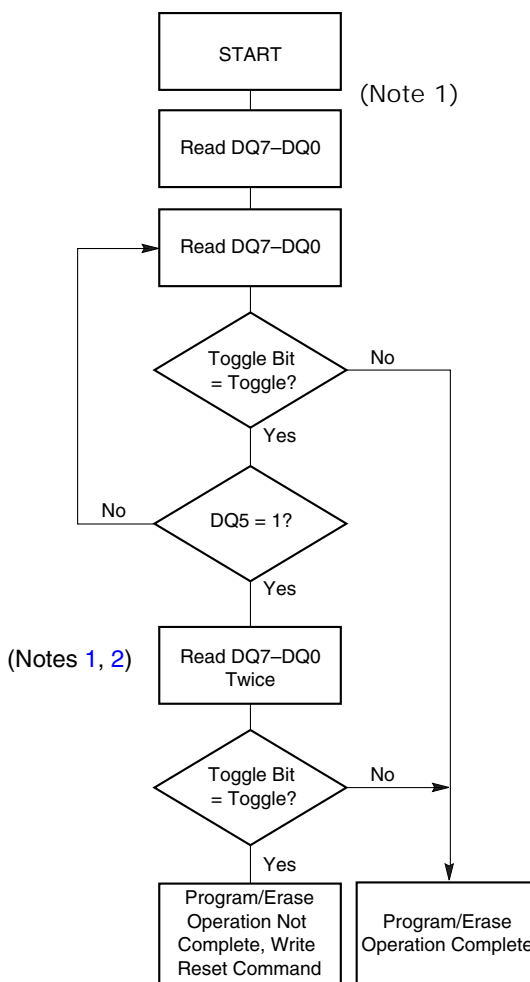 START
(Note 1)
Read DQ7–DQ0
Read DQ7–DQ0
Toggle Bit
= Toggle?
No
Yes
No
DQ5 = 1?
Yes
(Notes 1, 2)
Read DQ7–DQ0
Twice
Toggle Bit
= Toggle?
No
Yes
Program/Erase
Operation Not
Complete, Write
Reset Command
Program/Erase
Operation Complete